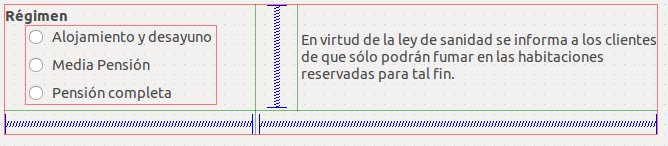 Régimen
Alojamiento y desayuno
Media Pensión
Pensión completa
En virtud de la ley de sanidad se informa a los clientes
de que sólo podrán fumar en las habitaciones
reservadas para tal fin.